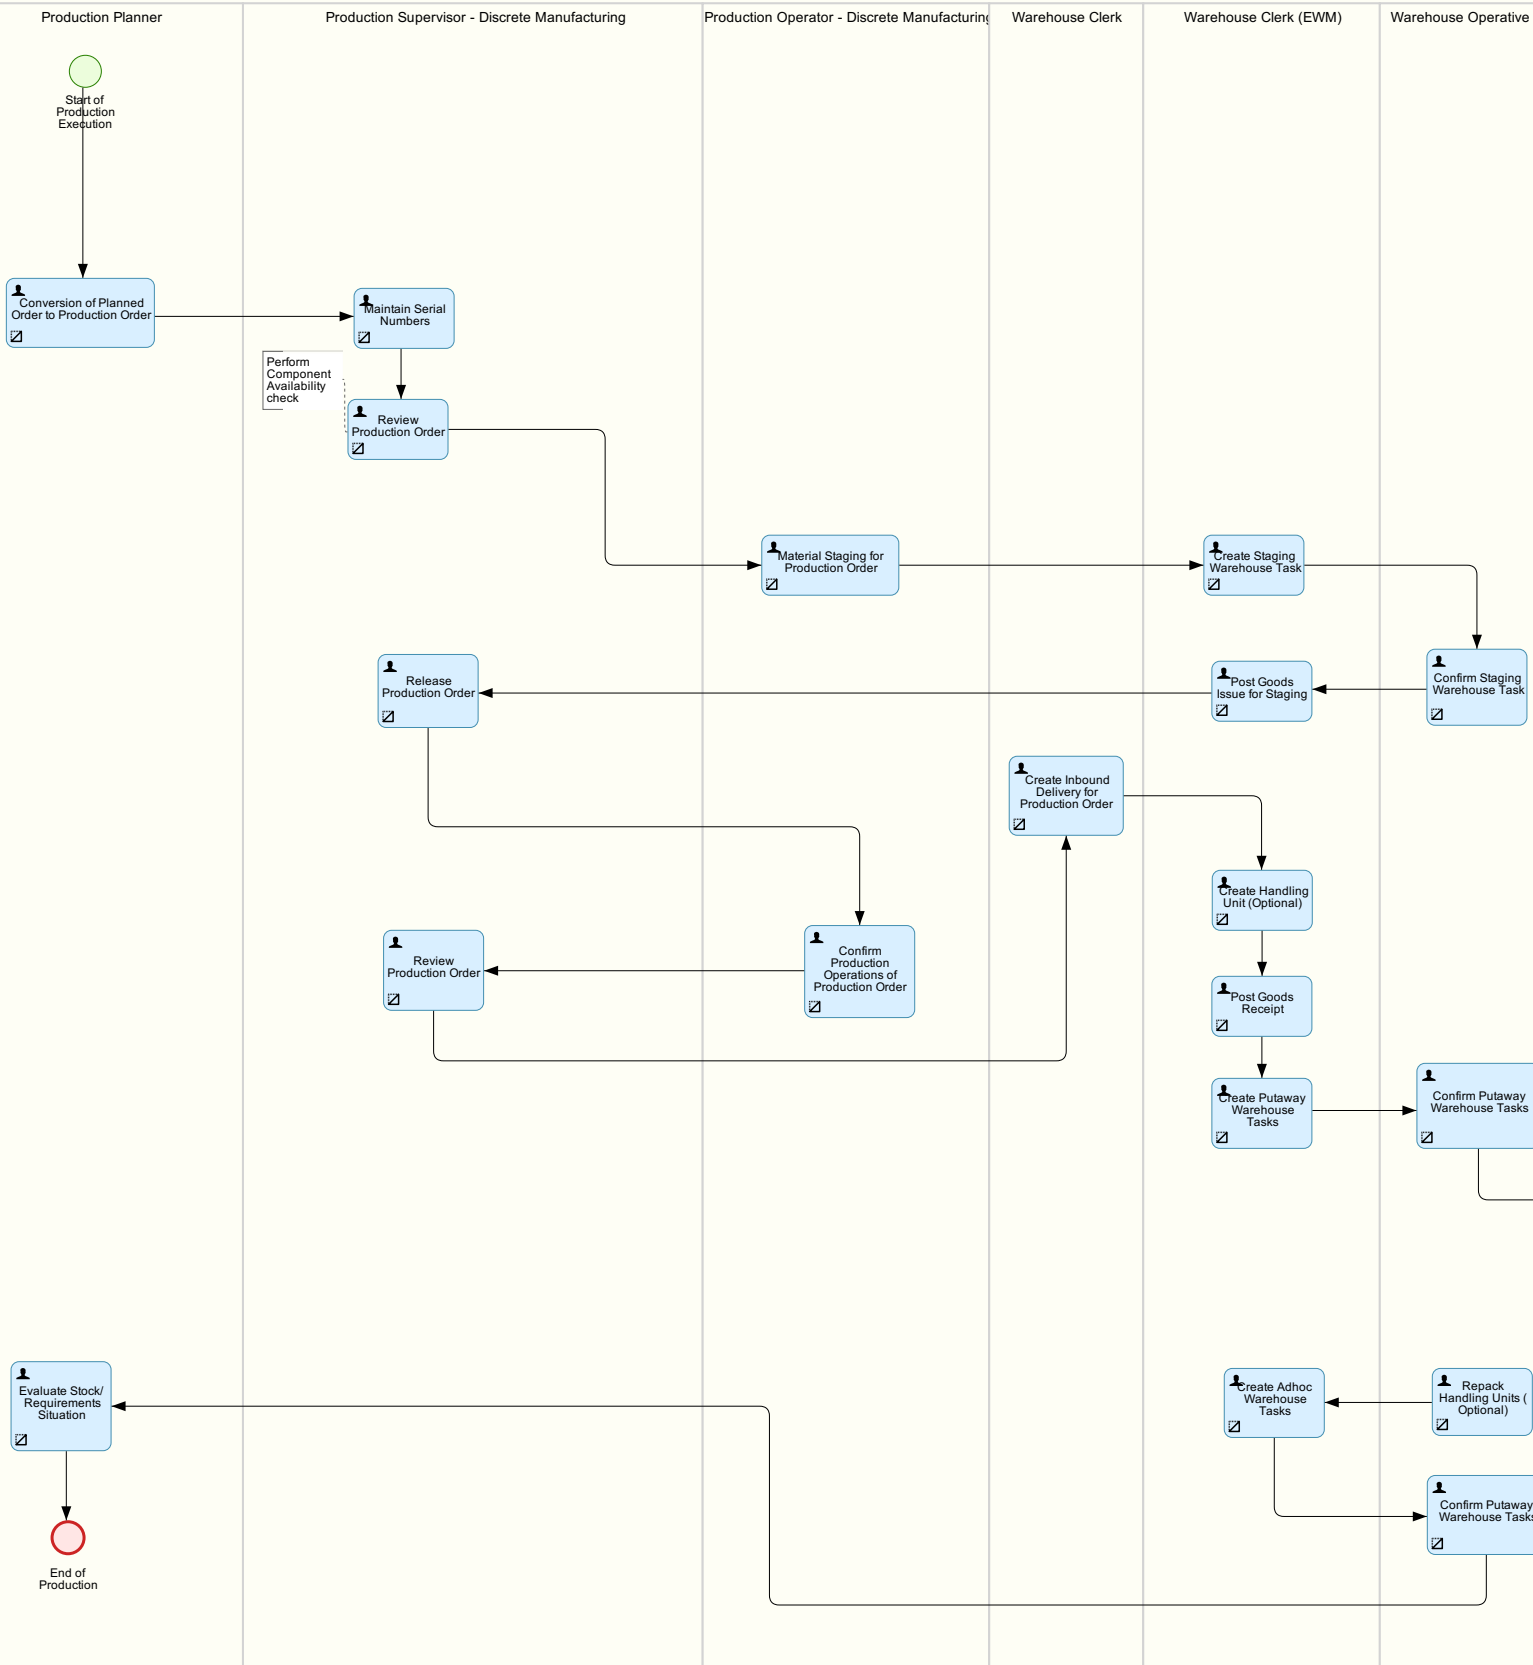 Production Planner
Production Supervisor - Discrete Manufacturing
Production Operator - Discrete Manufacturing
Warehouse Clerk
Warehouse Clerk (EWM)
Warehouse Operative
Start of
Production
Execution
Conversion of Planned
Order to Production Order
Maintain Serial
Numbers
Perform
Component
Availability
check
Review
Production Order
Material Staging for
Production Order
Create Staging
Warehouse Task
Release
Production Order
Post Goods
Issue for Staging
Confirm Staging
Warehouse Task
Create Inbound
Delivery for
Production Order
Create Handling
Unit (Optional)
Review
Production Order
Confirm
Production
Operations of
Production Order
Post Goods
Receipt
Create Putaway
Warehouse
Tasks
Confirm Putaway
Warehouse Tasks
Evaluate Stock/
Requirements
Situation
Create Adhoc
Warehouse
Tasks
Repack
Handling Units (
Optional)
Confirm Putaway
Warehouse Tasks
End of
Production